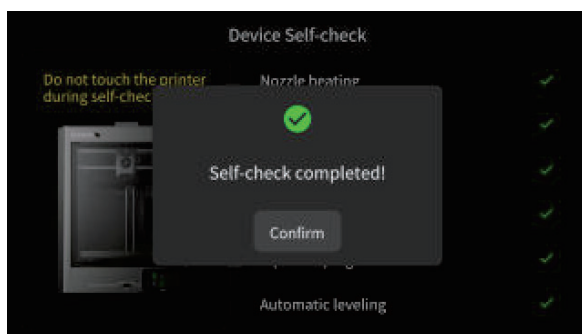 Device Self-check
Do not touch the printer
during self-chec
Nozzle heating
Self-check completed!
Confirm
Automatic leveling